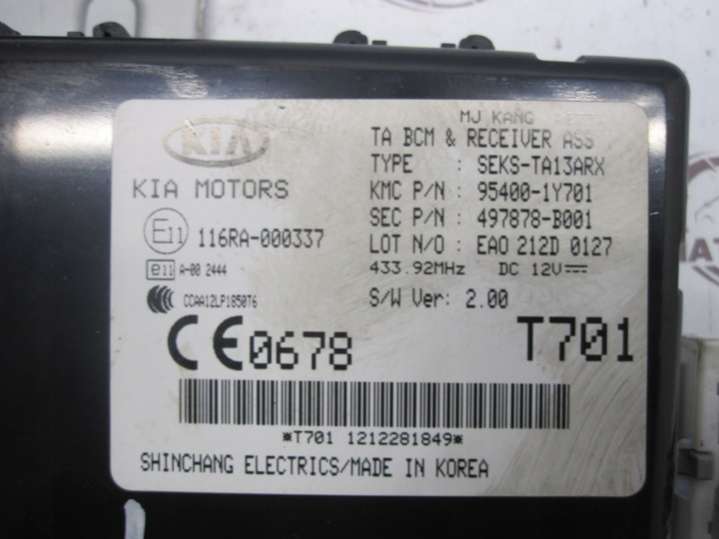 MJ KANG
KIA
TA BCM & RECEIVER ASS
TYPE : SEKS-TA13ARX
KIA MOTORS
KMC P/N : 95400-1Y701
SEC P/N : 497878-B001
E11 116RA-000337
LOT N/O : EAO 212D 0127
e11 A-00 2444
433.92MHz DC 12V
CCAA12LP1850T6
S/W Ver: 2.00
CE0678
T701
*T701 1212281849*
SHINCHANG ELECTRICS/MADE IN KOREA